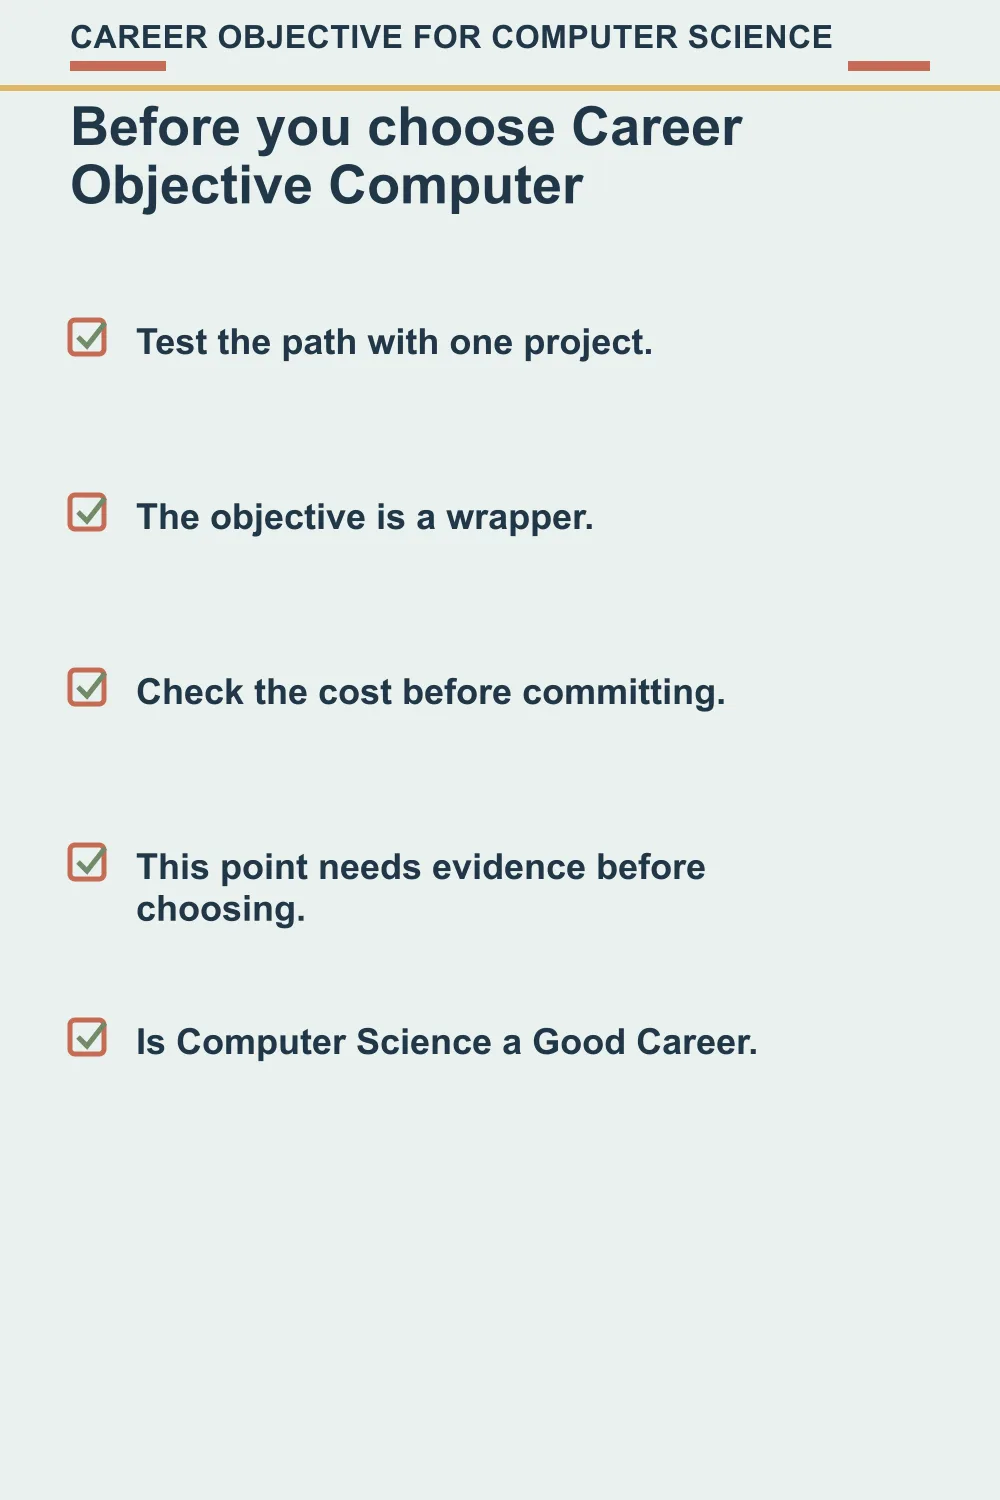 CAREER OBJECTIVE FOR COMPUTER SCIENCE
Before you choose Career
Objective Computer
Test the path with one project.
The objective is a wrapper.
Check the cost before committing.
This point needs evidence before
choosing.
Is Computer Science a Good Career.